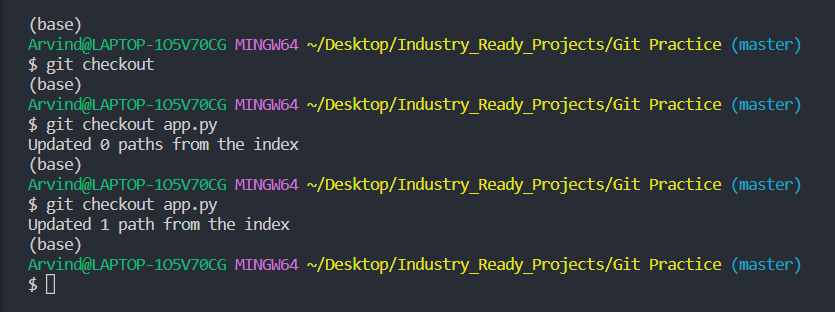 (base)
Arvind@LAPTOP-1O5V70CG MINGW64 ~/Desktop/Industry_Ready_Projects/Git Practice (master)
$ git checkout
(base)
Arvind@LAPTOP-1O5V70CG MINGW64 ~/Desktop/Industry_Ready_Projects/Git Practice (master)
$ git checkout app.py
Updated 0 paths from the index
(base)
Arvind@LAPTOP-1O5V70CG MINGW64 ~/Desktop/Industry_Ready_Projects/Git Practice (master)
$ git checkout app.py
Updated 1 path from the index
(base)
Arvind@LAPTOP-1O5V70CG MINGW64 ~/Desktop/Industry_Ready_Projects/Git Practice (master)
$